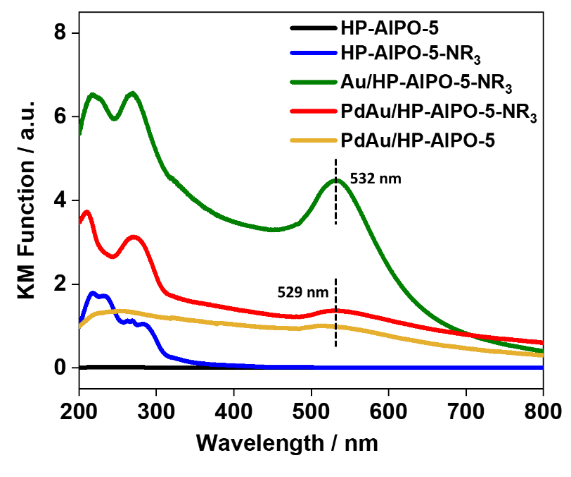 HP-AlPO-5
HP-AlPO-5-NR₃
Au/HP-AlPO-5-NR₃
PdAu/HP-AlPO-5-NR₃
PdAu/HP-AlPO-5
532 nm
529 nm
KM Function / a.u.
8
6
4
2
0
200 300 400 500 600 700 800
Wavelength / nm